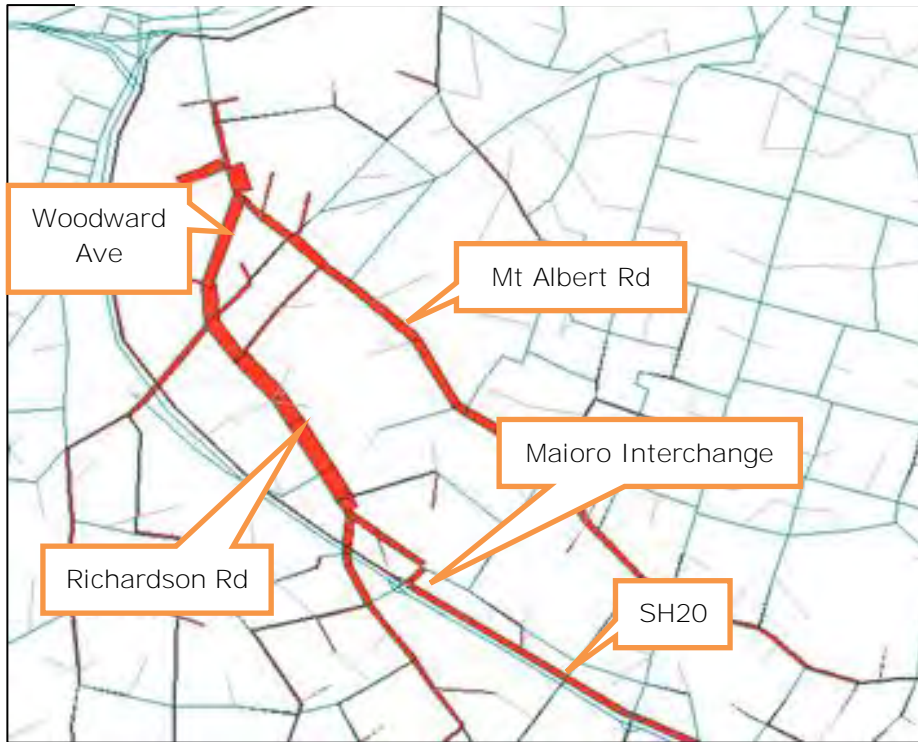 Woodward
Ave
Mt Albert Rd
Maioro Interchange
Richardson Rd
SH20